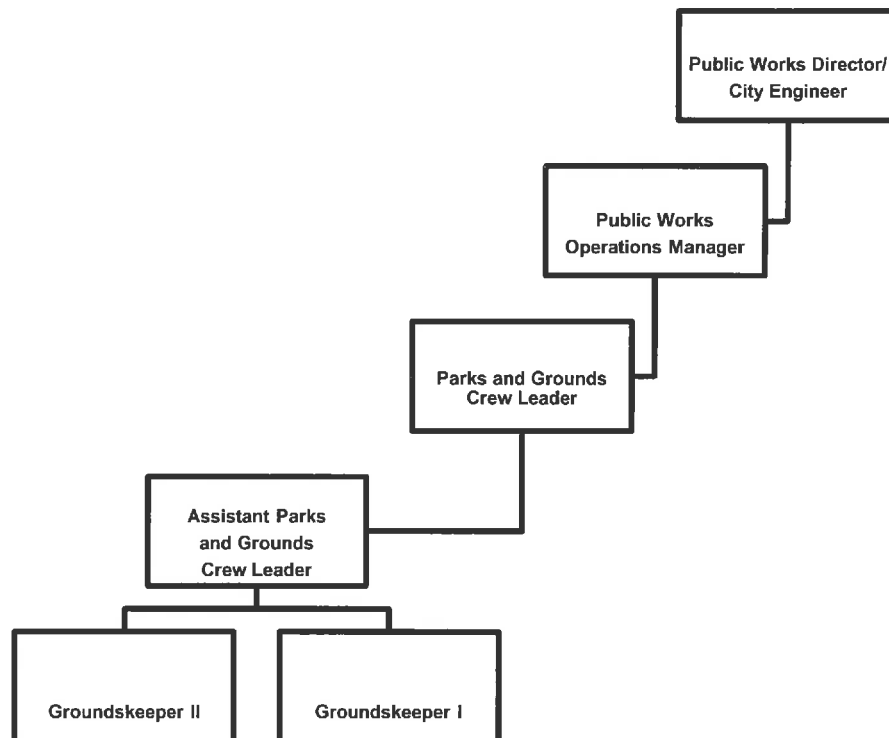 Public Works Director/
City Engineer
Public Works
Operations Manager
Parks and Grounds
Crew Leader
Assistant Parks
and Grounds
Crew Leader
Groundskeeper II
Groundskeeper I